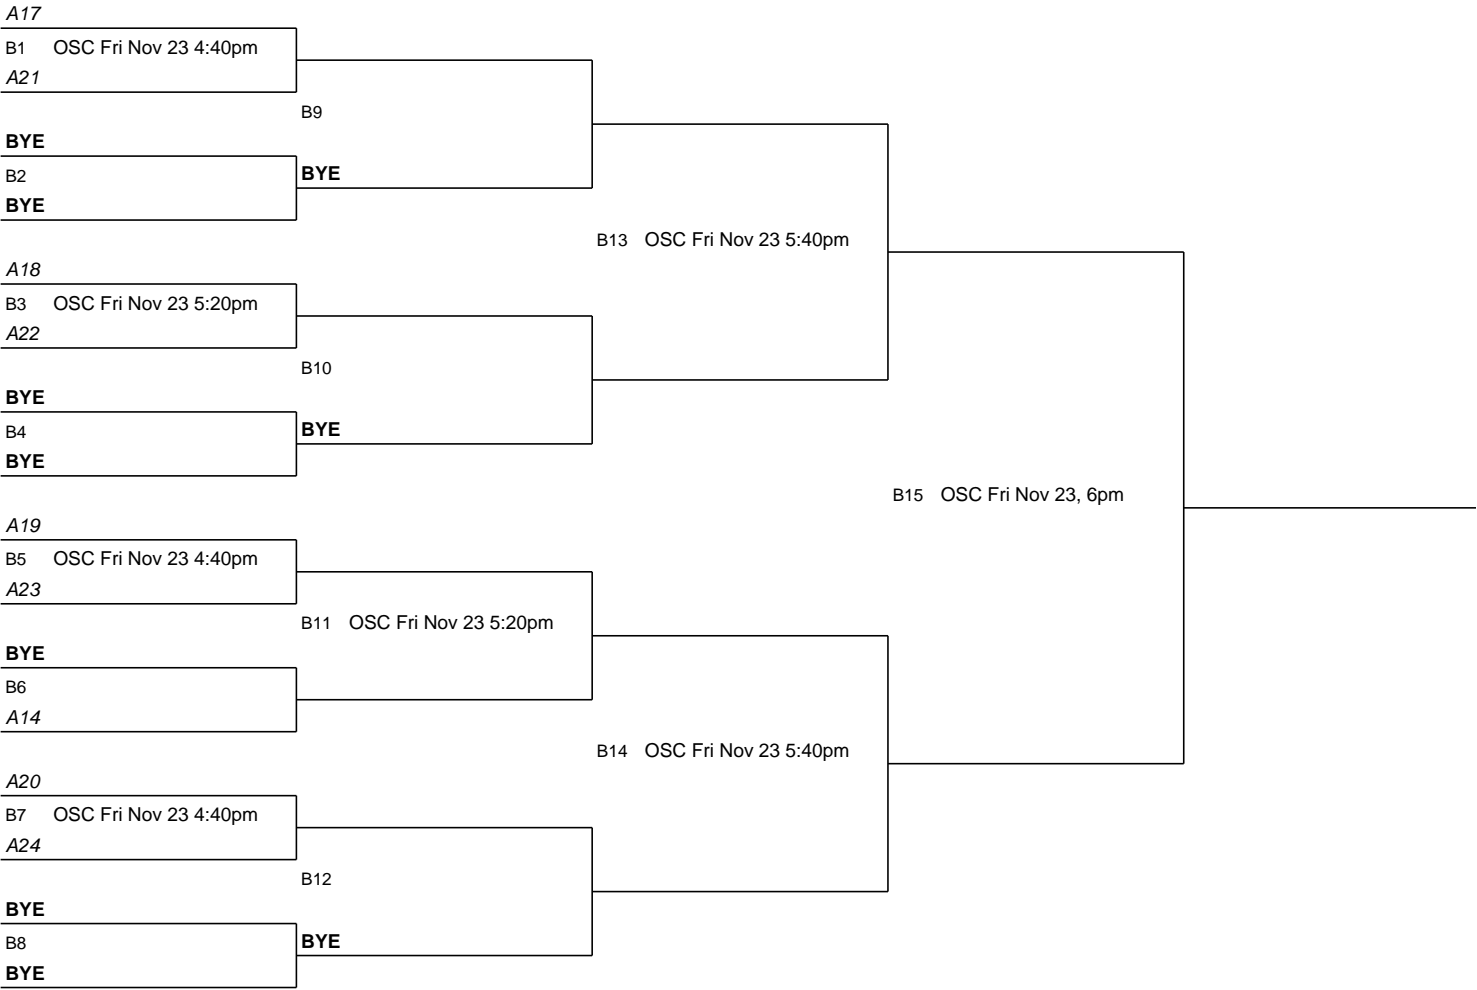 A17
B1 OSC Fri Nov 23 4:40pm
A21
B9
BYE
B2
BYE
BYE
B13 OSC Fri Nov 23 5:40pm
A18
B3 OSC Fri Nov 23 5:20pm
A22
B10
BYE
B4
BYE
BYE
B15 OSC Fri Nov 23, 6pm
A19
B5 OSC Fri Nov 23 4:40pm
A23
B11 OSC Fri Nov 23 5:20pm
BYE
B6
A14
B14 OSC Fri Nov 23 5:40pm
A20
B7 OSC Fri Nov 23 4:40pm
A24
B12
BYE
B8
BYE
BYE